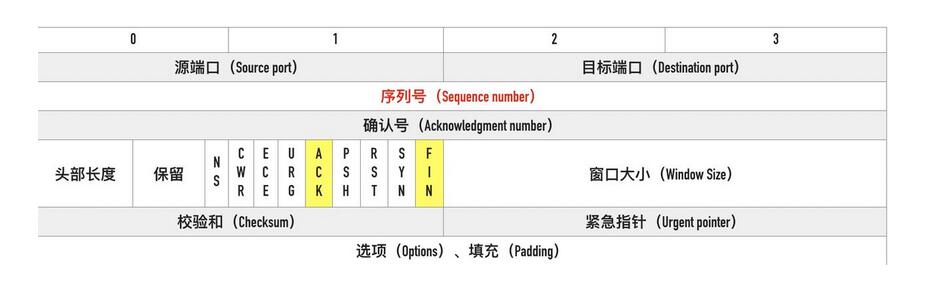 0 1 2 3
源端口（Source port） 目标端口（Destination port）
序列号（Sequence number）
确认号（Acknowledgment number）
头部长度 保留 NS CWR ECE URG ACK PSH RST SYN FIN 窗口大小（Window Size）
校验和（Checksum） 紧急指针（Urgent pointer）
选项（Options）、填充（Padding）